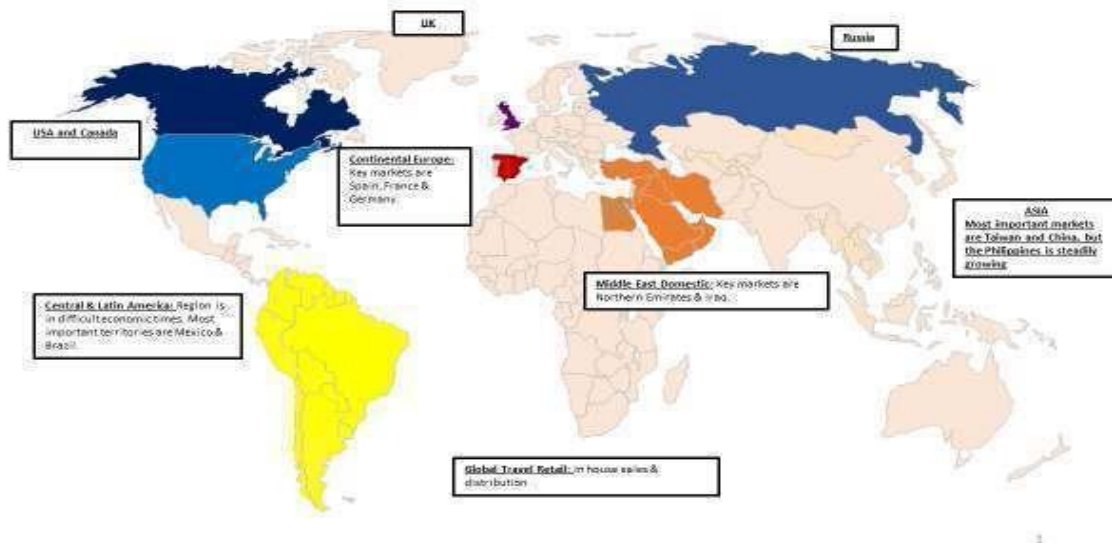 UK
Russia
USA and Canada
Continental Europe:
Key markets are
Spain, France &
Germany
ASIA
Most important markets
are Taiwan and China, but
the Philippines is steadily
growing
Middle East Domestic: Key markets are
Northern Emirates & Iraq.
Central & Latin America: Region is
in difficult economic times. Most
important territories are Mexico &
Brazil
Global Travel Retail: In house sales &
distribution